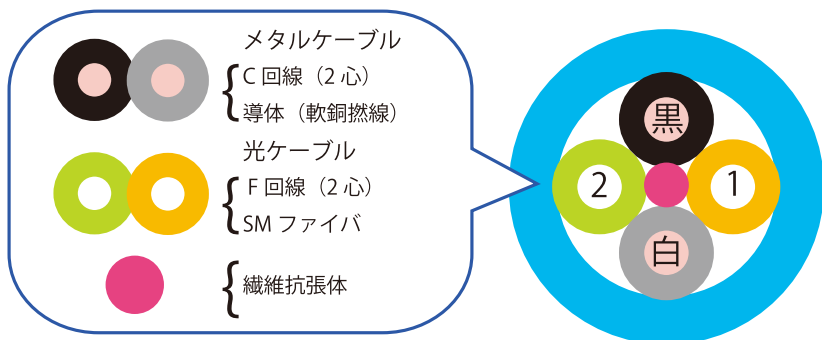 メタルケーブル
C 回線（2 心）
導体（軟銅撚線）
光ケーブル
F 回線（2 心）
SM ファイバ
繊維抗張体
黒
2
1
白